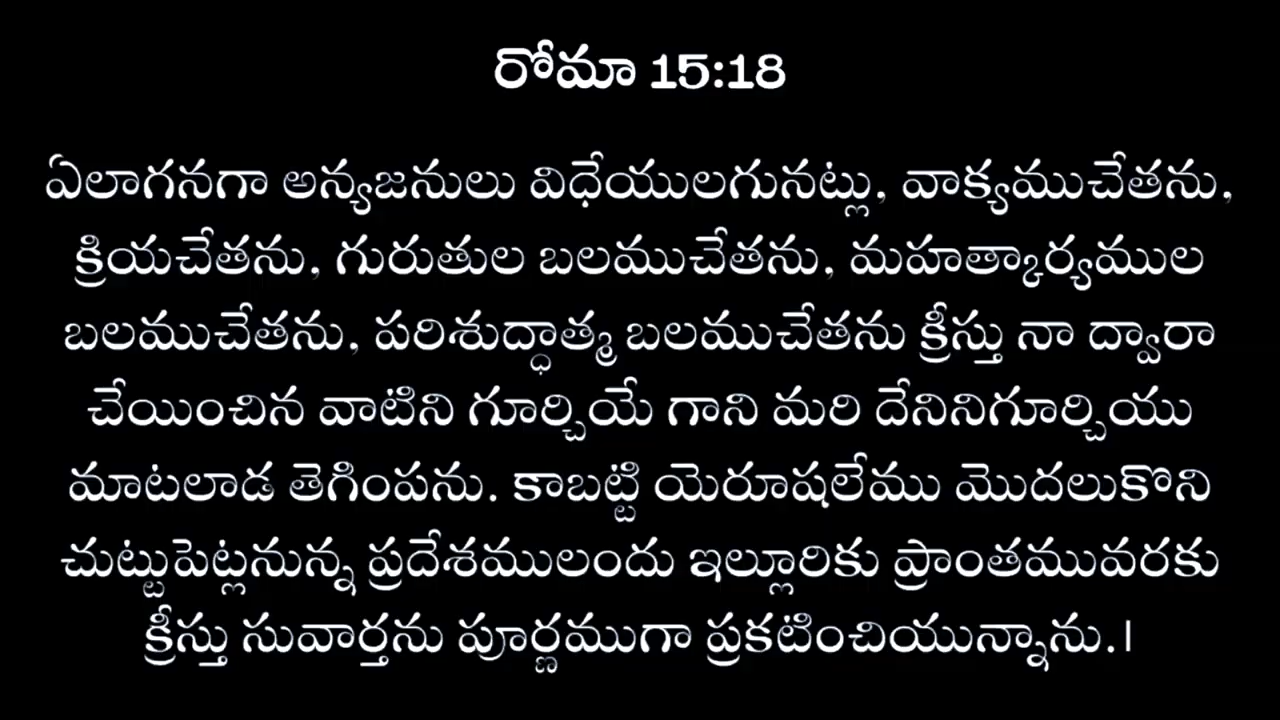 రోమా 15:18
ఏలాగనగా అన్యజనులు విధేయులగునట్లు, వాక్యముచేతను,
క్రియచేతను, గురుతుల బలముచేతను, మహత్కార్యముల
బలముచేతను, పరిశుద్ధాత్మ బలముచేతను క్రీస్తు నా ద్వారా
చేయించిన వాటిని గూర్చియే గాని మరి దేనినిగూర్చియు
మాటలాడ తెగింపను. కాబట్టి యెరూషలేము మొదలుకొని
చుట్టుపెట్లనున్న ప్రదేశములందు ఇల్లూరికు ప్రాంతమువరకు
క్రీస్తు సువార్తను పూర్ణముగా ప్రకటించియున్నాను.।